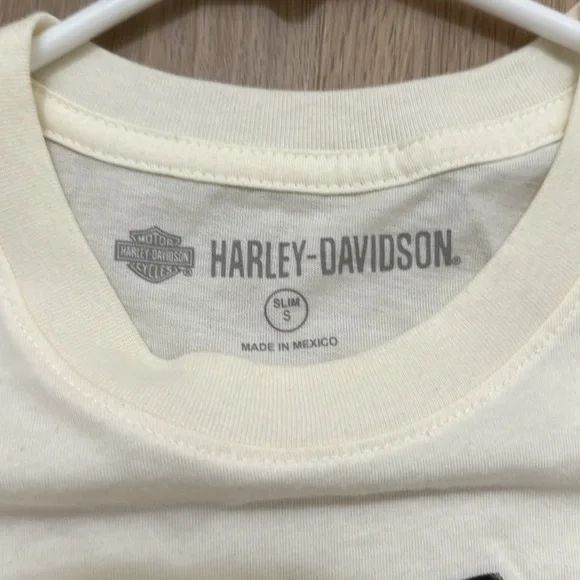 MOTOR
HARLEY-DAVIDSON
CYCLES
HARLEY-DAVIDSON®
SLIM
S
MADE IN MEXICO